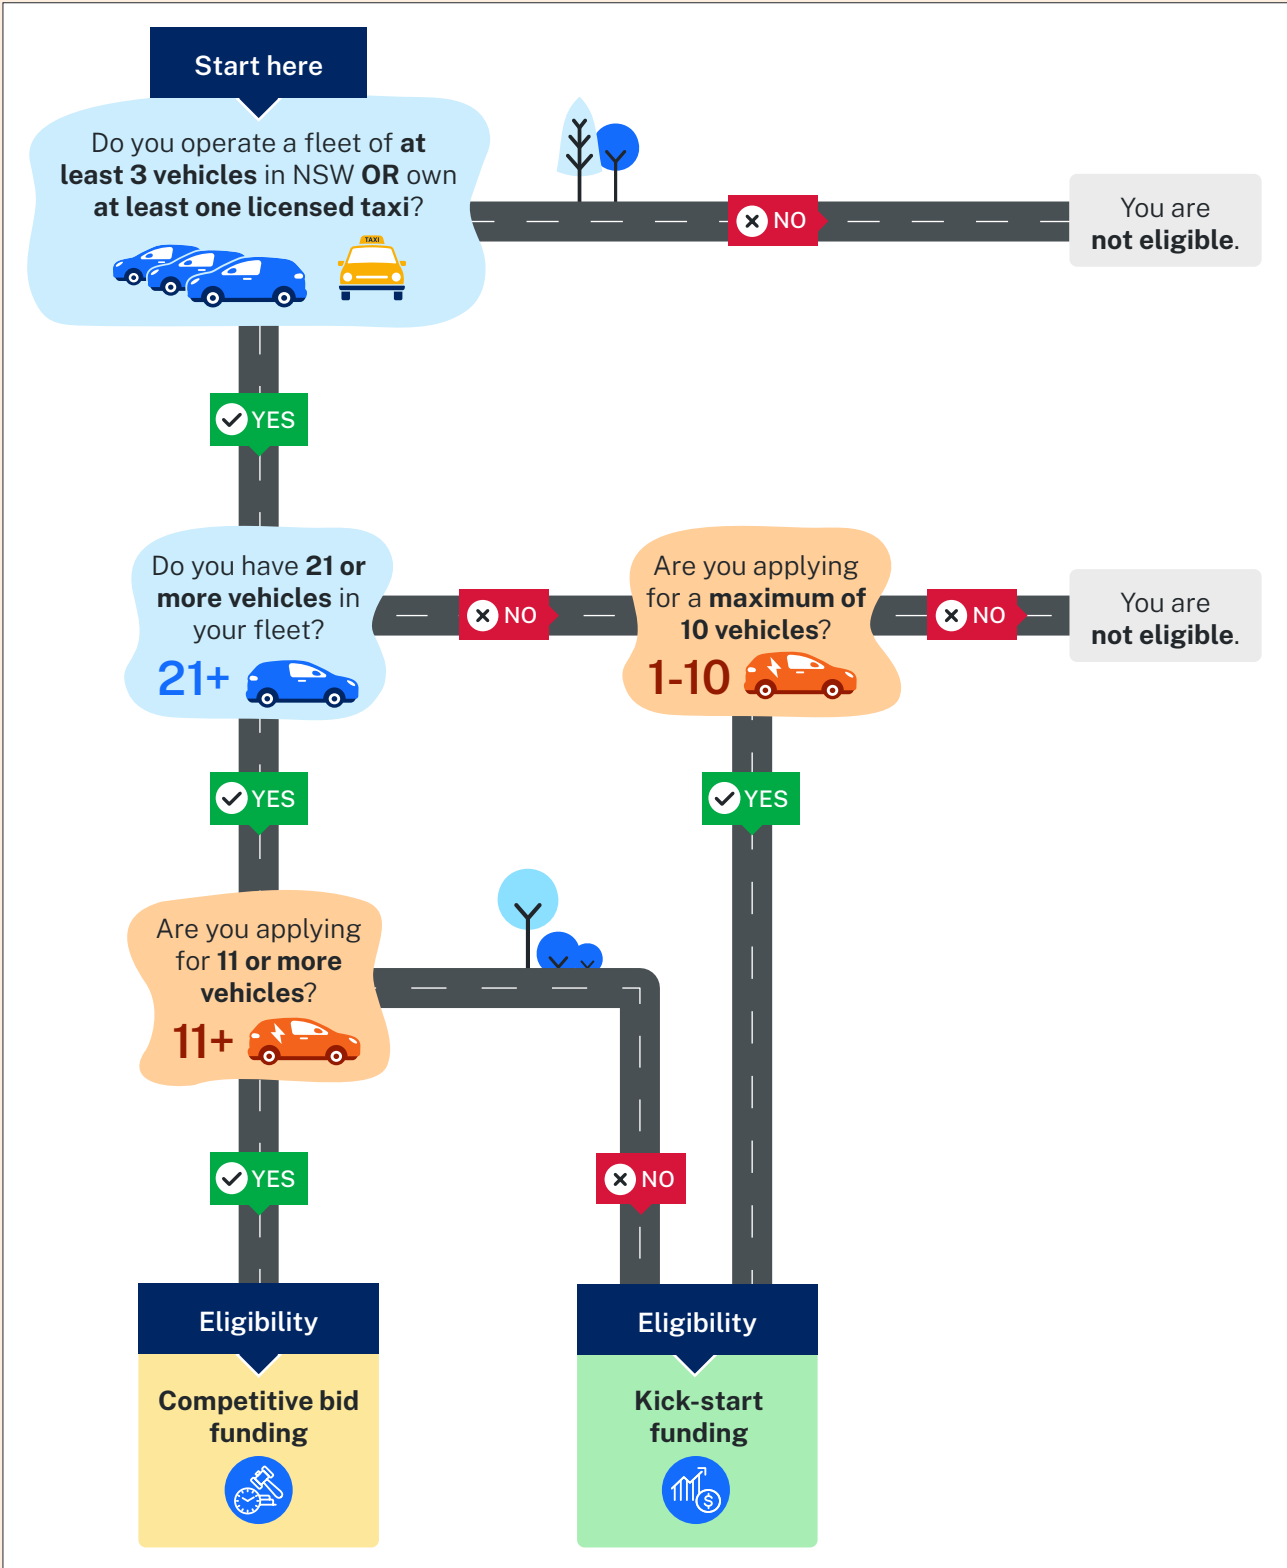 Start here
Do you operate a fleet of at
least 3 vehicles in NSW OR own
at least one licensed taxi?
TAXI
NO
You are
not eligible.
YES
Do you have 21 or
more vehicles in
your fleet?
21+
NO
Are you applying
for a maximum of
10 vehicles?
1-10
NO
You are
not eligible.
YES
YES
Are you applying
for 11 or more
vehicles?
11+
YES
NO
Eligibility
Competitive bid
funding
Eligibility
Kick-start
funding
$